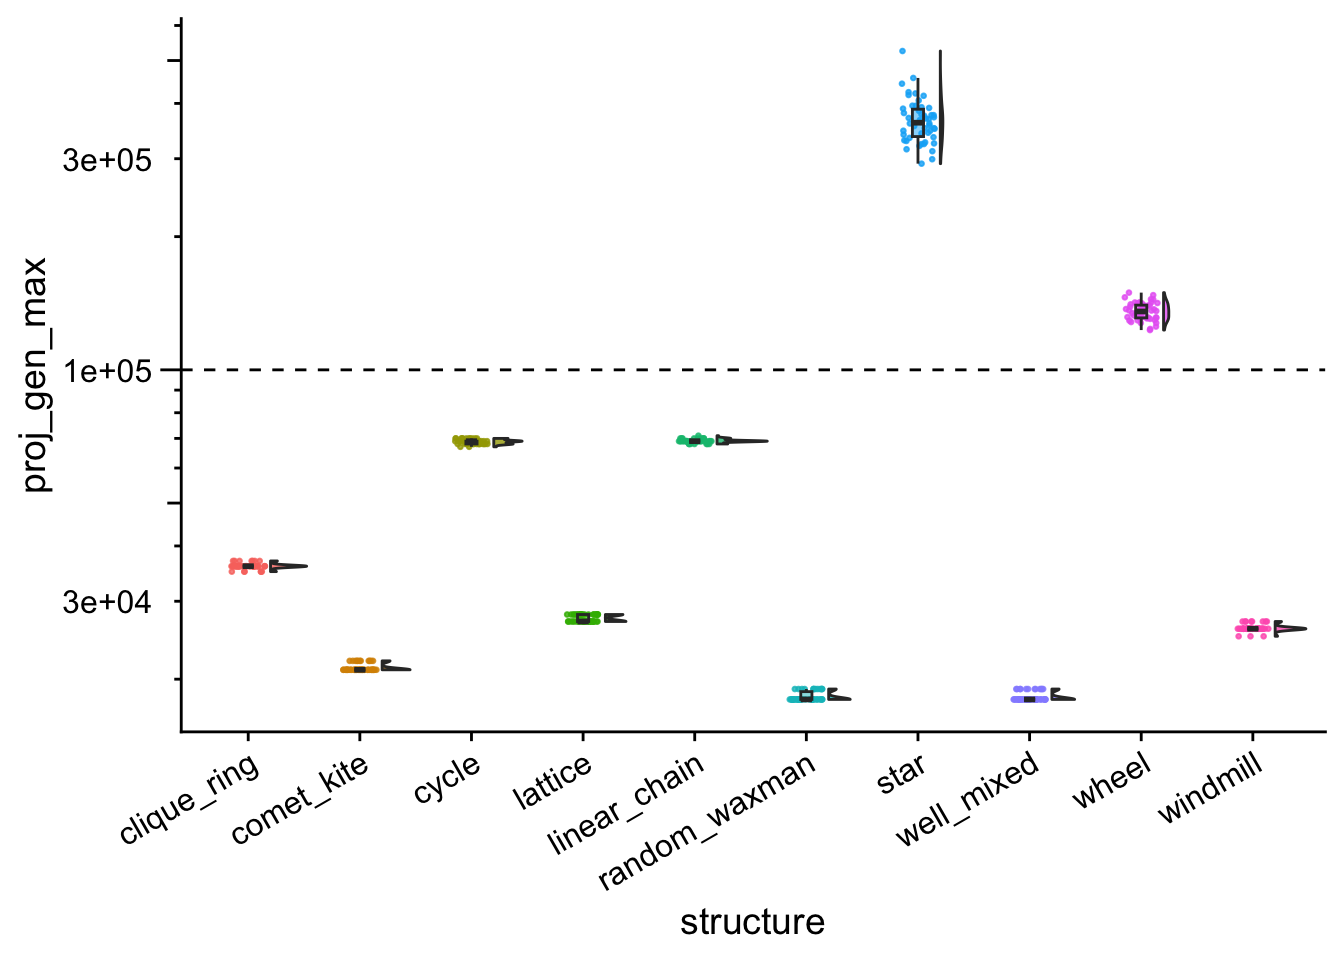 proj_gen_max
3e+05
1e+05
3e+04
clique_ring
comet_kite
cycle
lattice
linear_chain
random_waxman
star
well_mixed
wheel
windmill
structure